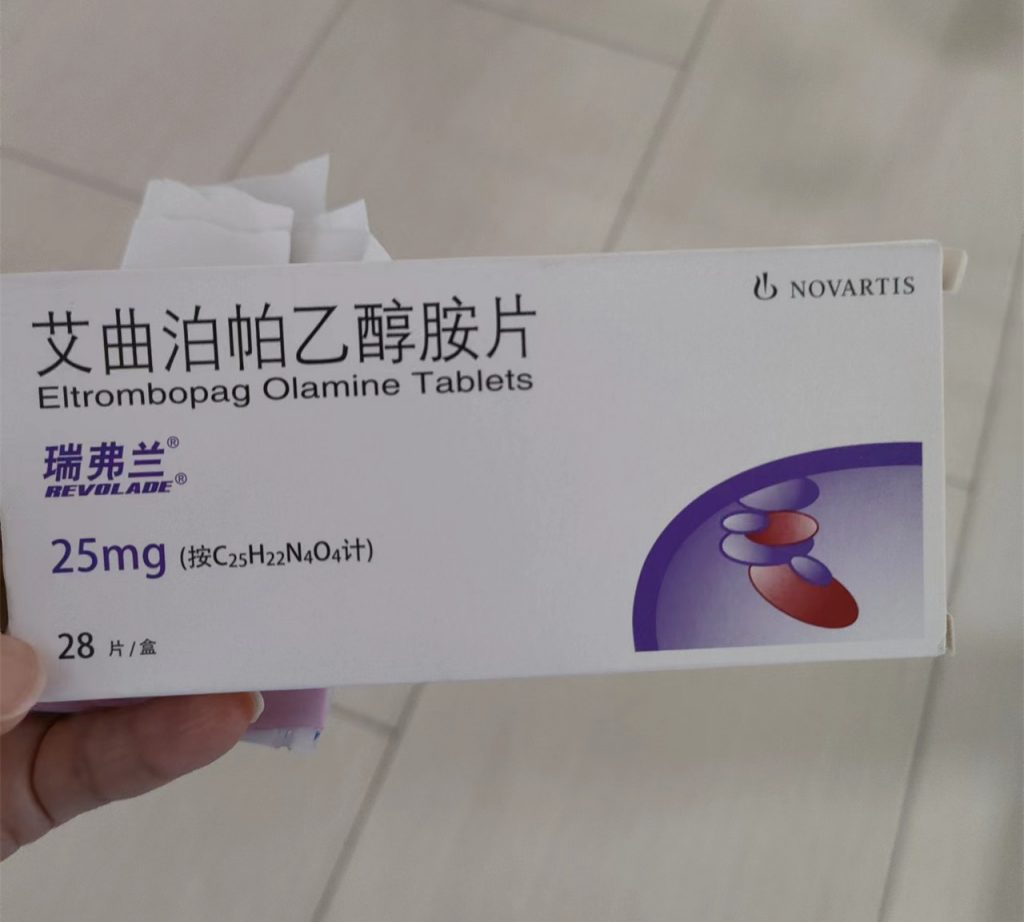 NOVARTIS
艾曲泊帕乙醇胺片
Eltrombopag Olamine Tablets
瑞弗兰®
REVOLADE®
25mg (按C₂₅H₂₂N₄O₄计)
28 片/盒